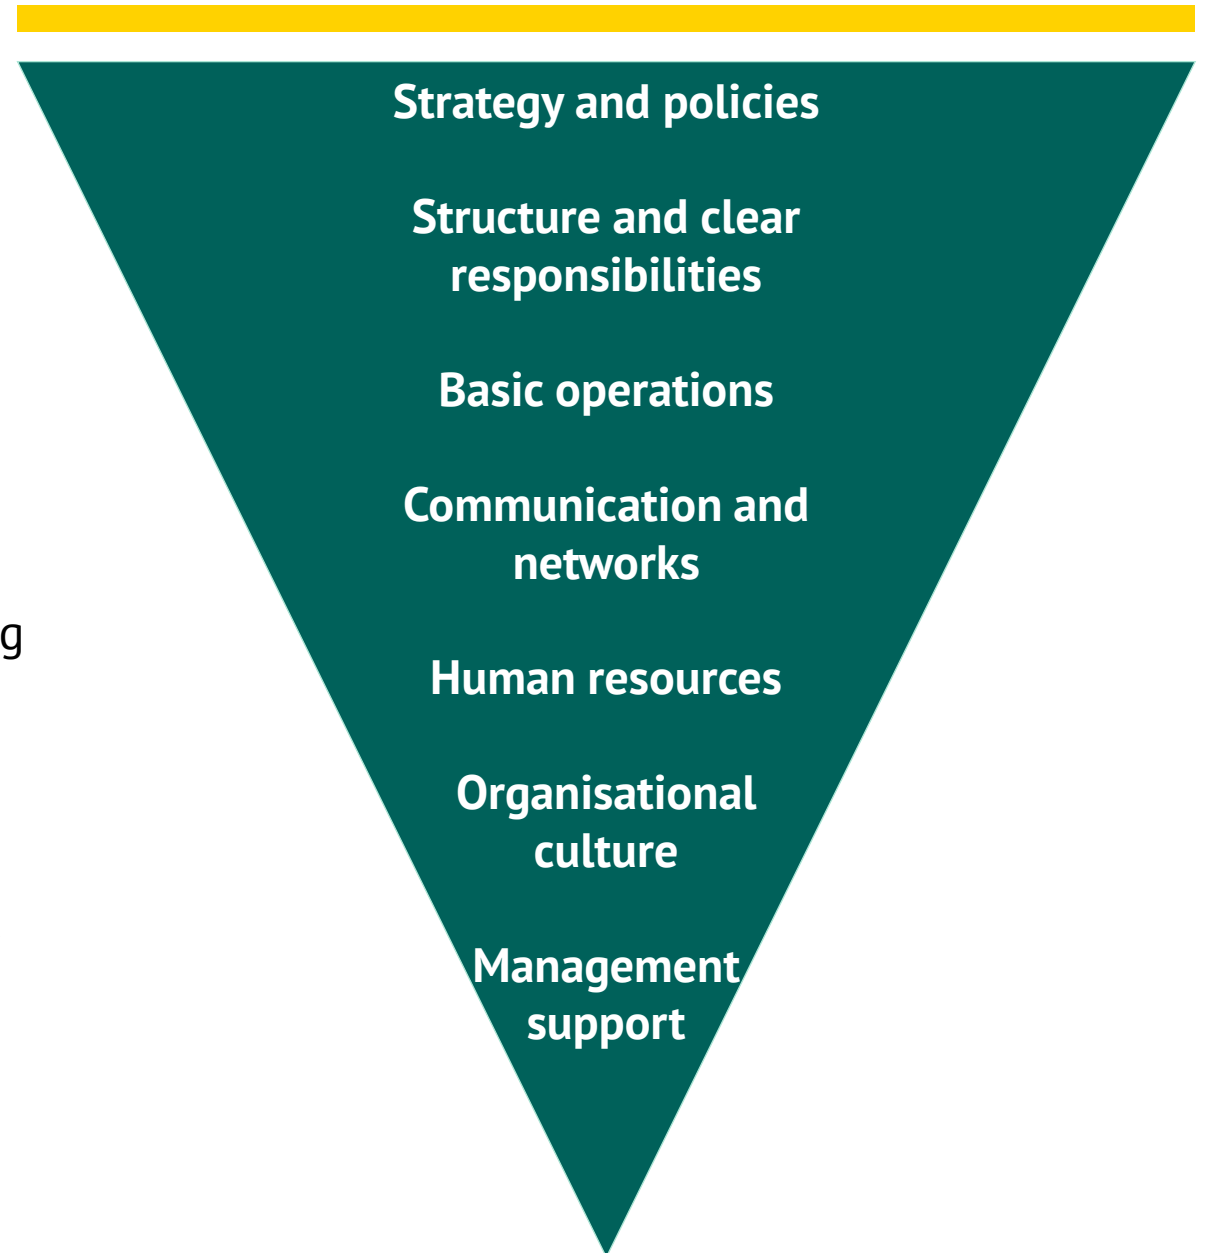 Strategy and policies
Structure and clear
responsibilities
Basic operations
Communication and
networks
g
Human resources
Organisational
culture
Management
support